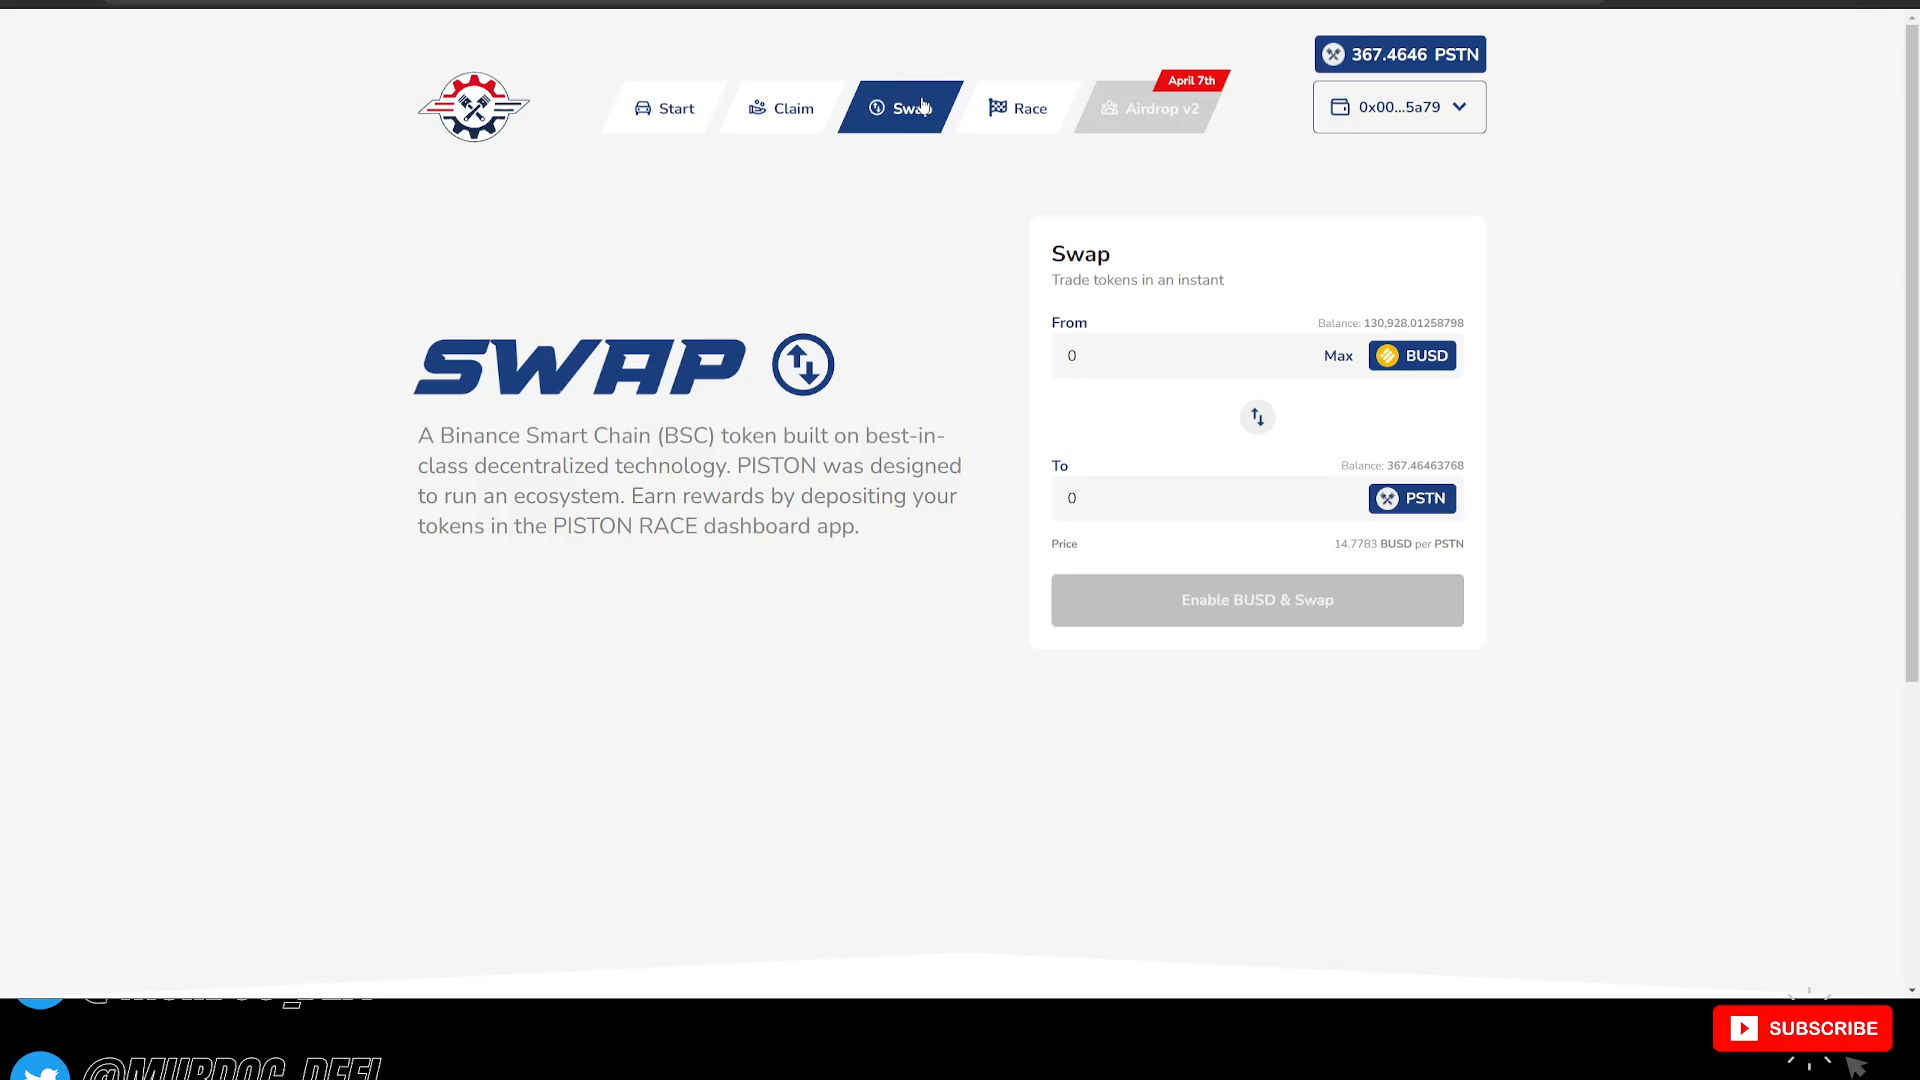 367.4646 PSTN
Start
Claim
Swap
Race
Airdrop v2
April 7th
0x00...5a79
Swap
Trade tokens in an instant
From
Balance: 130,928.01258798
0
Max
BUSD
SWAP
A Binance Smart Chain (BSC) token built on best-in-
class decentralized technology. PISTON was designed
to run an ecosystem. Earn rewards by depositing your
tokens in the PISTON RACE dashboard app.
To
Balance: 367.46463768
0
PSTN
Price
14.7783 BUSD per PSTN
Enable BUSD & Swap
SUBSCRIBE
@MURDOC_DEFI